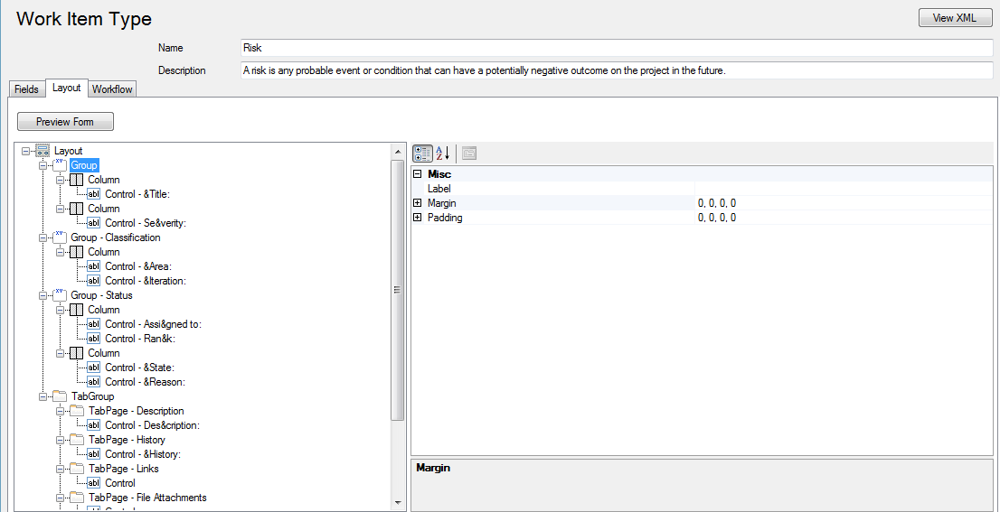 Work Item Type
View XML
Name
Risk
Description
A risk is any probable event or condition that can have a potentially negative outcome on the project in the future.
Fields
Layout
Workflow
Preview Form
Layout
Group
Column
Control - &Title:
Column
Control - Se&verity:
Group - Classification
Column
Control - &Area:
Control - &Iteration:
Group - Status
Column
Control - Assi&gned to:
Control - Ran&k:
Column
Control - &State:
Control - &Reason:
TabGroup
TabPage - Description
Control - Des&cription:
TabPage - History
Control - &History:
TabPage - Links
Control
TabPage - File Attachments
Misc
Label
Margin
0, 0, 0, 0
Padding
0, 0, 0, 0
Margin